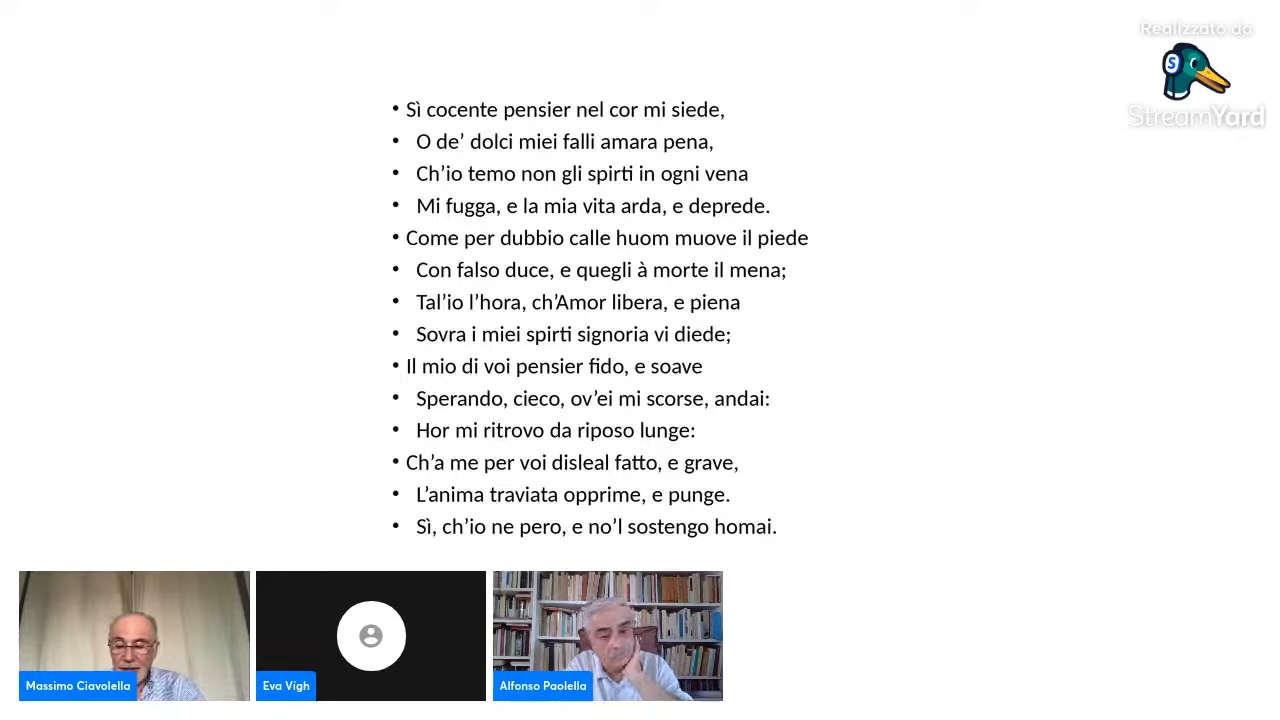 Realizzato da
StreamYard
• Sì cocente pensier nel cor mi siede,
• O de’ dolci miei falli amara pena,
• Ch’io temo non gli spirti in ogni vena
• Mi fugga, e la mia vita arda, e deprede.
• Come per dubbio calle huom muove il piede
• Con falso duce, e quegli à morte il mena;
• Tal’io l’hora, ch’Amor libera, e piena
• Sovra i miei spirti signoria vi diede;
• Il mio di voi pensier fido, e soave
• Sperando, cieco, ov’ei mi scorse, andai:
• Hor mi ritrovo da riposo lunge:
• Ch’a me per voi disleal fatto, e grave,
• L’anima traviata opprime, e punge.
• Sì, ch’io ne pero, e no’l sostengo homai.
Massimo Ciavolella
Eva Vígh
Alfonso Paolella